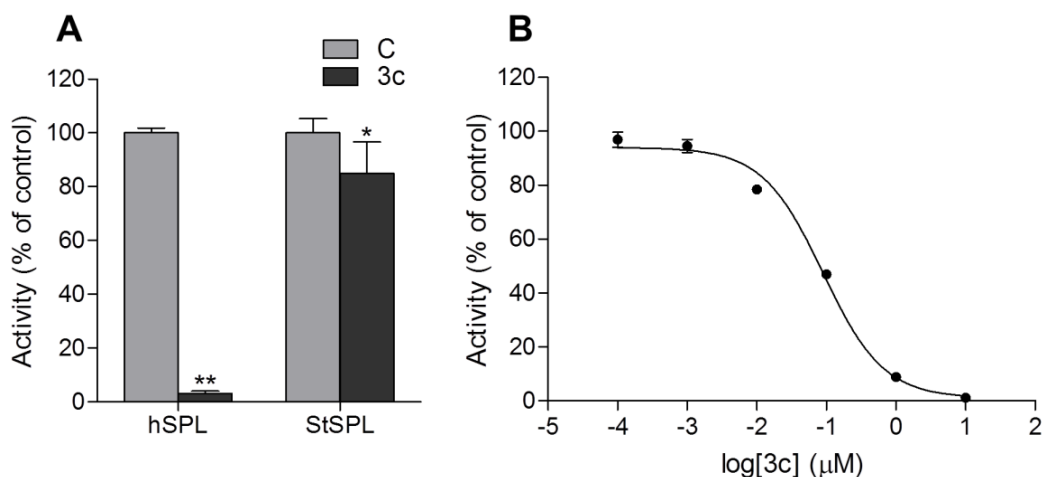 A
C
3c
Activity (% of control)
120
100
80
60
40
20
0
*
**
hSPL StSPL
B
Activity (% of control)
120
100
80
60
40
20
0
-5 -4 -3 -2 -1 0 1 2
log[3c] (μM)